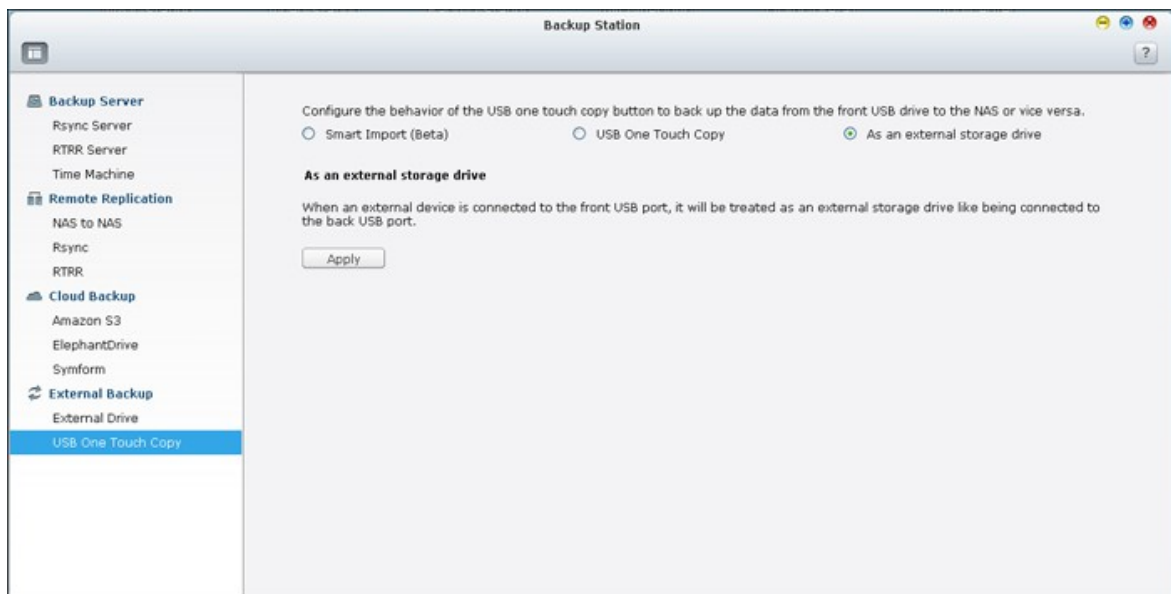 Backup Station
?
Backup Server
Rsync Server
RTRR Server
Time Machine
Remote Replication
NAS to NAS
Rsync
RTRR
Cloud Backup
Amazon S3
ElephantDrive
Symform
External Backup
External Drive
USB One Touch Copy
Configure the behavior of the USB one touch copy button to back up the data from the front USB drive to the NAS or vice versa.
Smart Import (Beta) USB One Touch Copy As an external storage drive
As an external storage drive
When an external device is connected to the front USB port, it will be treated as an external storage drive like being connected to
the back USB port.
Apply